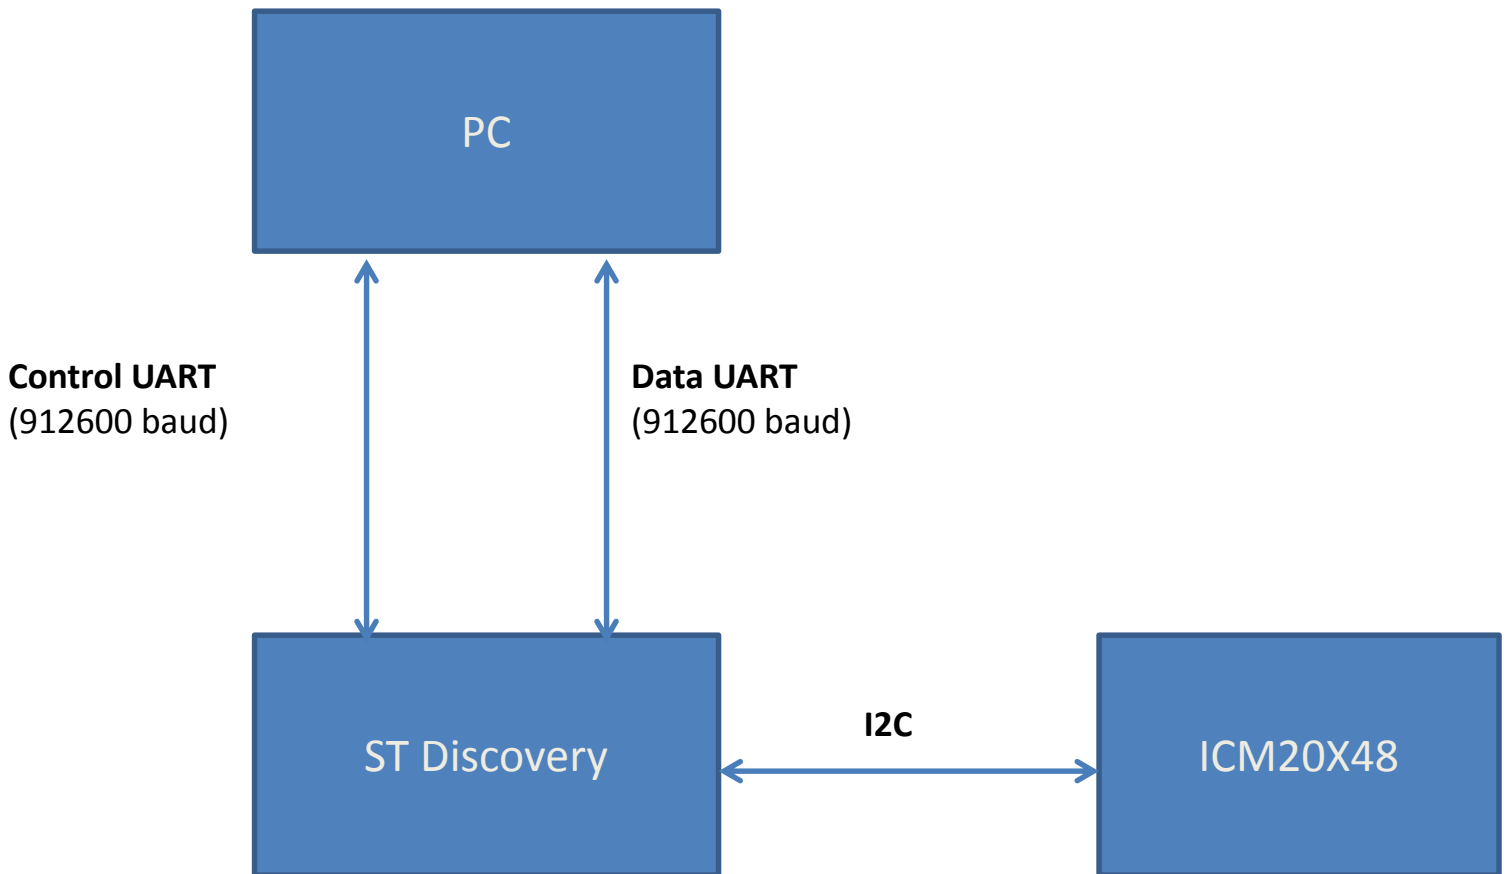 PC
Control UART
(912600 baud)
Data UART
(912600 baud)
ST Discovery
I2C
ICM20X48